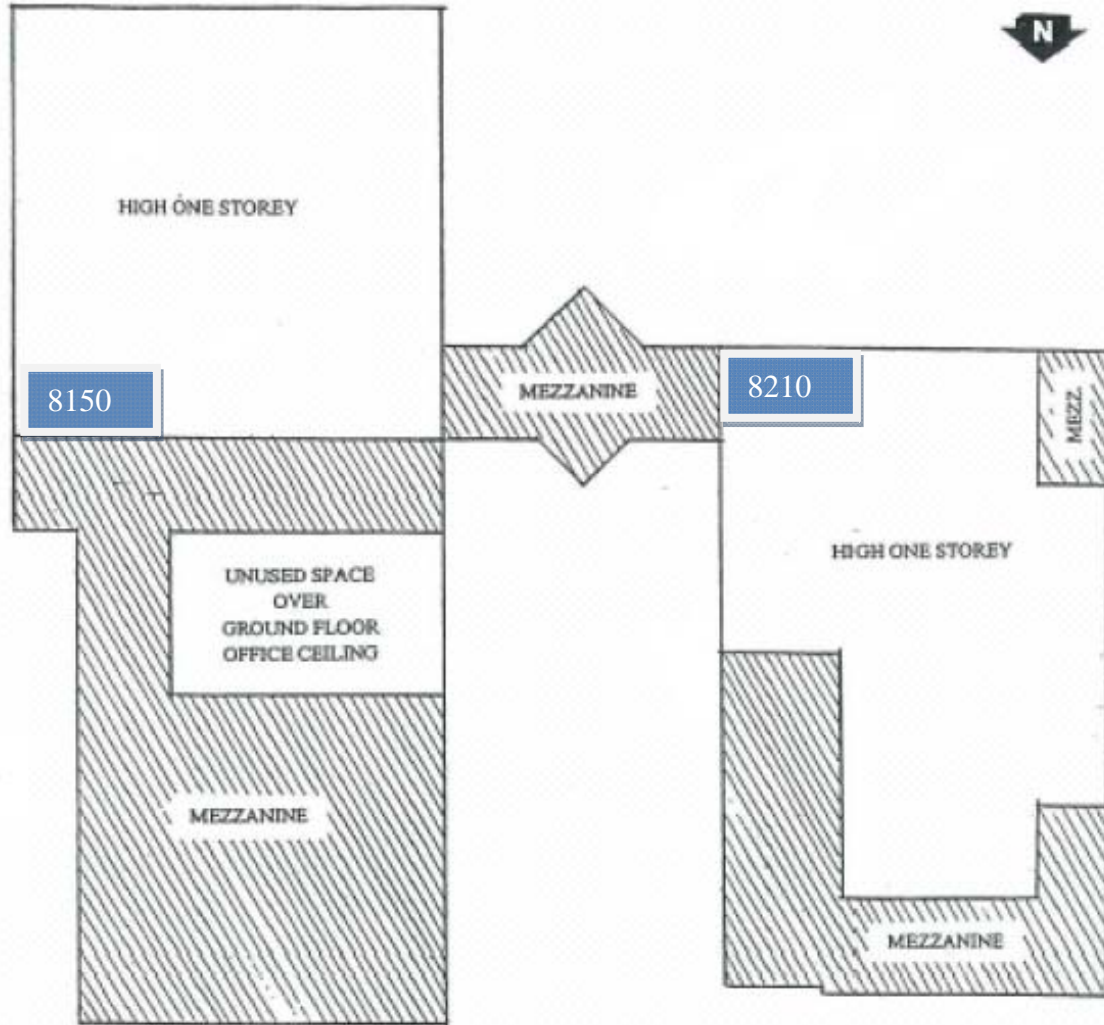 N
HIGH ONE STOREY
8150
MEZZANINE
8210
MEZZ.
HIGH ONE STOREY
UNUSED SPACE
OVER
GROUND FLOOR
OFFICE CEILING
MEZZANINE
MEZZANINE